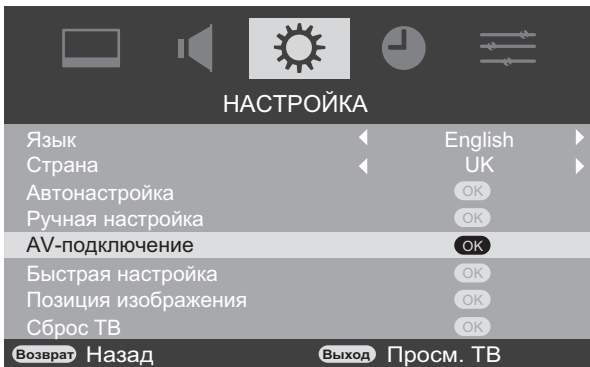 НАСТРОЙКА
Язык English
Страна UK
Автонастройка OK
Ручная настройка OK
AV-подключение OK
Быстрая настройка OK
Позиция изображения OK
Сброс ТВ OK
Возврат Назад Выход Просм. ТВ